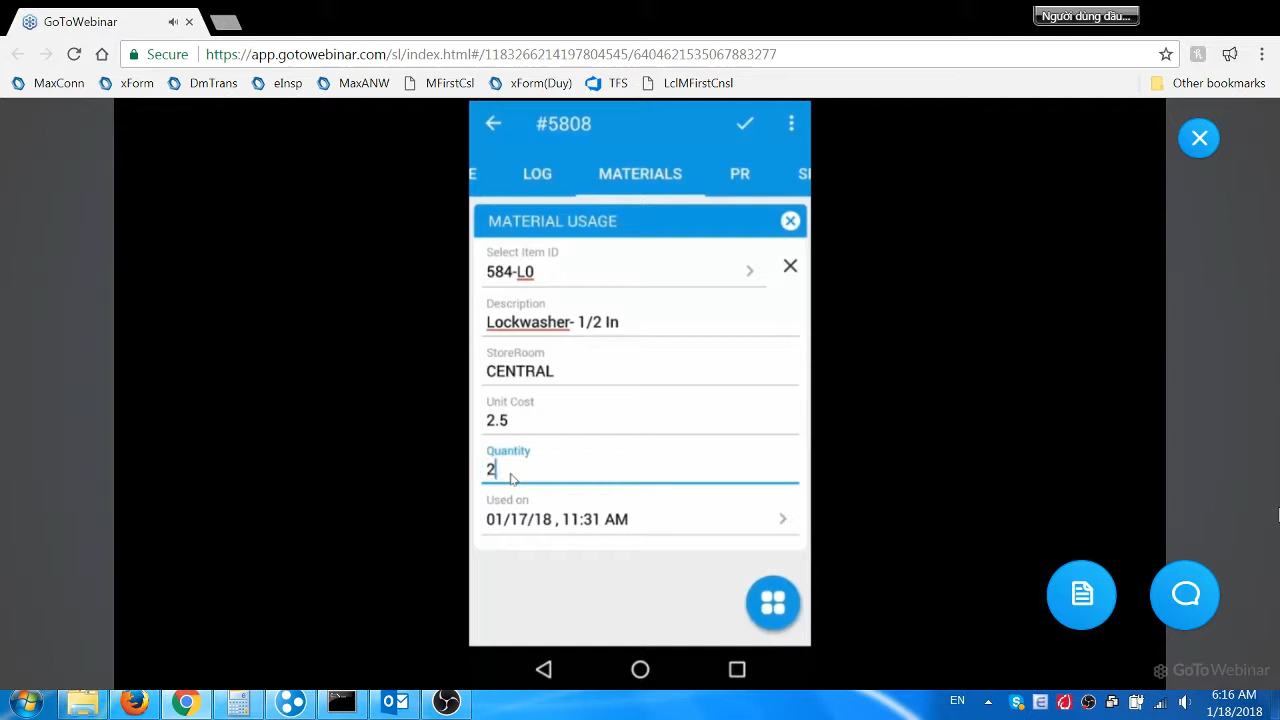 GoToWebinar
Người dùng đầu...
Secure
https://app.gotowebinar.com/sl/index.html#/1183266214197804545/6404621535067883277
MaxConn
xForm
DmTrans
eInsp
MaxANW
MFirstCsl
xForm(Duy)
TFS
LclMFirstCsl
Other bookmarks
#5808
E
LOG
MATERIALS
PR
MATERIAL USAGE
Select Item ID
584-L0
Description
Lockwasher- 1/2 In
StoreRoom
CENTRAL
Unit Cost
2.5
Quantity
2
Used on
01/17/18 , 11:31 AM
GoToWebinar
EN
6:16 AM
1/18/2018